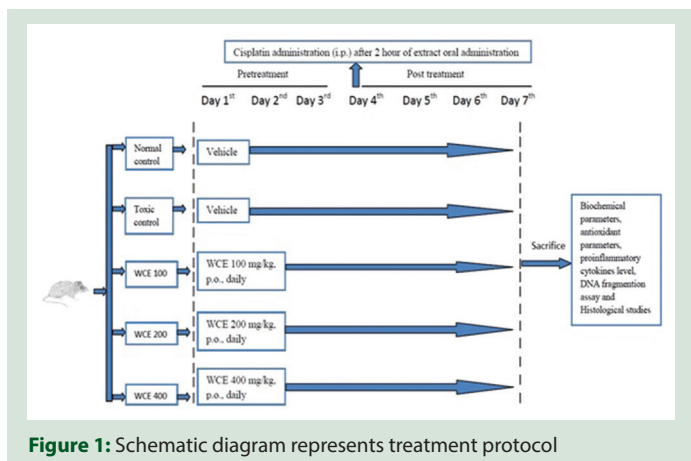 Cisplatin administration (i.p.) after 2 hour of extract oral administration
Pretreatment
Post treatment
Day 1st Day 2nd Day 3rd Day 4th Day 5th Day 6th Day 7th
Normal
control
Vehicle
Toxic
control
Vehicle
WCE 100
WCE 100 mg/kg,
p.o., daily
WCE 200
WCE 200 mg/kg,
p.o., daily
WCE 400
WCE 400 mg/kg,
p.o., daily
Sacrifice
Biochemical
parameters,
antioxidant
parameters,
proinflammatory
cytokines level,
DNA fragmention
assay and
Histological studies
Figure 1: Schematic diagram represents treatment protocol